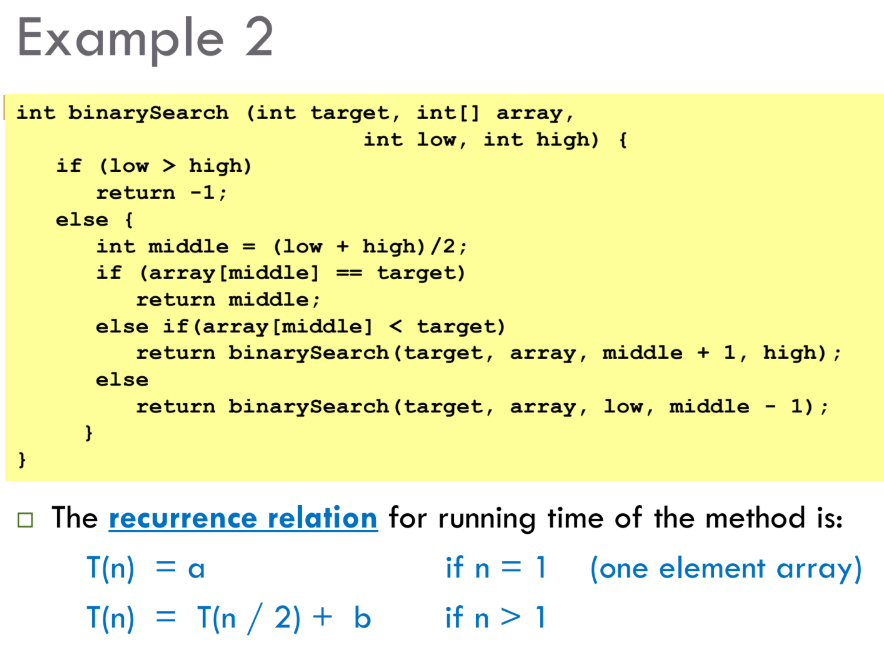 Example 2
int binarySearch (int target, int[] array,
                          int low, int high) {
   if (low > high)
      return -1;
   else {
      int middle = (low + high)/2;
      if (array[middle] == target)
         return middle;
      else if(array[middle] < target)
         return binarySearch(target, array, middle + 1, high);
      else
         return binarySearch(target, array, low, middle - 1);
     }
}
The recurrence relation for running time of the method is:
T(n) = a if n = 1 (one element array)
T(n) = T(n / 2) + b if n > 1